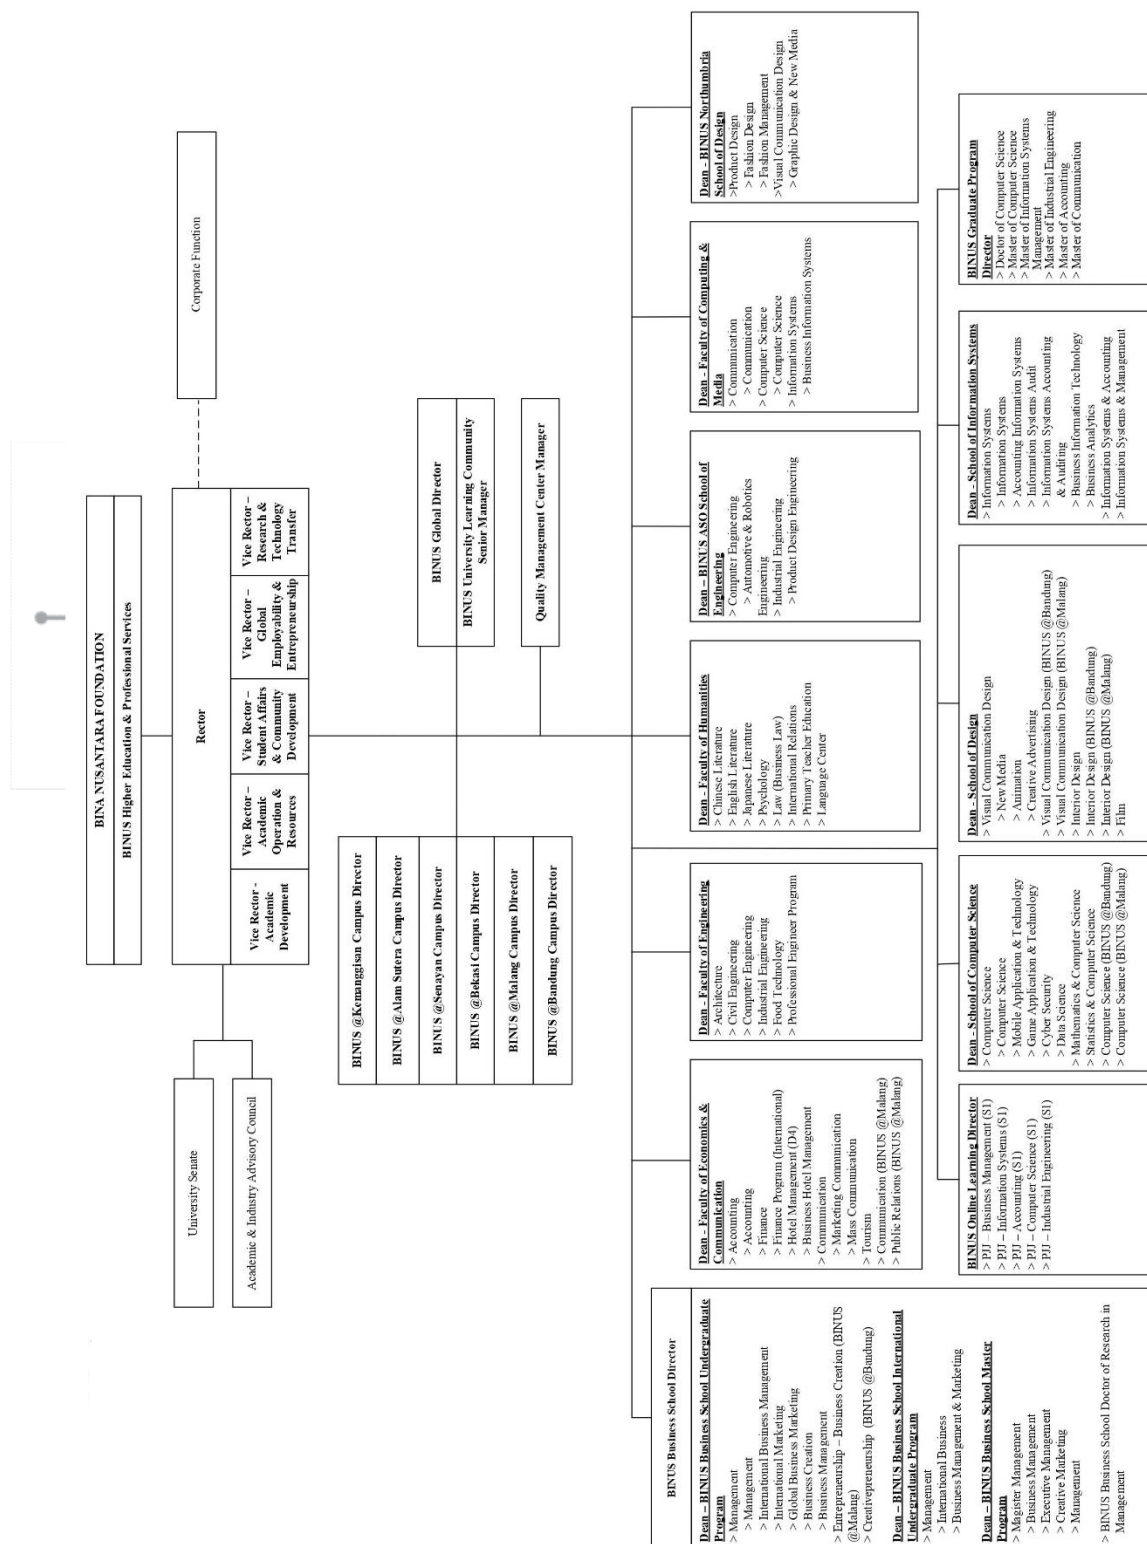 BINA NUSANTARA FOUNDATION
BINUS Higher Education & Professional Services
Rector
Corporate Function
Vice Rector -
Academic
Development
Vice Rector –
Academic
Operation &
Resources
Vice Rector –
Student Affairs
& Community
Development
Vice Rector –
Global
Employability &
Entrepreneurship
Vice Rector –
Research &
Technology
Transfer
University Senate
Academic & Industry Advisory Council
BINUS @Kemanggisan Campus Director
BINUS @Alam Sutera Campus Director
BINUS @Senayan Campus Director
BINUS @Bekasi Campus Director
BINUS @Malang Campus Director
BINUS @Bandung Campus Director
BINUS Global Director
BINUS University Learning Community
Senior Manager
Quality Management Center Manager
BINUS Business School Director
Dean – BINUS Business School Undergraduate
Program
> Management
> Management
> International Business Management
> International Marketing
> Global Business Marketing
> Business Creation
> Business Management
> Entrepreneurship – Business Creation (BINUS
@Malang)
> Creativepreneurship (BINUS @Bandung)
Dean – BINUS Business School International
Undergraduate Program
> Management
> International Business
> Business Management & Marketing
Dean – BINUS Business School Master
Program
> Magister Management
> Business Management
> Executive Management
> Creative Marketing
> Management
> BINUS Business School Doctor of Research in
Management
Dean - Faculty of Economics &
Communication
> Accounting
> Accounting
> Finance
> Finance Program (International)
> Hotel Management (D4)
> Business Hotel Management
> Communication
> Marketing Communication
> Mass Communication
> Tourism
> Communication (BINUS @Malang)
> Public Relations (BINUS @Malang)
Dean - Faculty of Engineering
> Architecture
> Civil Engineering
> Computer Engineering
> Industrial Engineering
> Food Technology
> Professional Engineer Program
Dean - Faculty of Humanities
> Chinese Literature
> English Literature
> Japanese Literature
> Psychology
> Law (Business Law)
> International Relations
> Primary Teacher Education
> Language Center
Dean – BINUS ASO School of
Engineering
> Computer Engineering
> Automotive & Robotics
Engineering
> Industrial Engineering
> Product Design Engineering
Dean - Faculty of Computing &
Media
> Communication
> Communication
> Computer Science
> Computer Science
> Information Systems
> Business Information Systems
Dean - BINUS Northumbria
School of Design
>Product Design
> Fashion Design
> Fashion Management
>Visual Communication Design
> Graphic Design & New Media
BINUS Online Learning Director
> PJJ – Business Management (S1)
> PJJ – Information Systems (S1)
> PJJ – Accounting (S1)
> PJJ – Computer Science (S1)
> PJJ – Industrial Engineering (S1)
Dean - School of Computer Science
> Computer Science
> Computer Science
> Mobile Application & Technology
> Game Application & Technology
> Cyber Security
> Data Science
> Mathematics & Computer Science
> Statistics & Computer Science
> Computer Science (BINUS @Bandung)
> Computer Science (BINUS @Malang)
Dean - School of Design
> Visual Communication Design
> New Media
> Animation
> Creative Advertising
> Visual Communication Design (BINUS @Bandung)
> Visual Communication Design (BINUS @Malang)
> Interior Design
> Interior Design (BINUS @Bandung)
> Interior Design (BINUS @Malang)
> Film
Dean - School of Information Systems
> Information Systems
> Information Systems
> Accounting Information Systems
> Information Systems Audit
> Information Systems Accounting
& Auditing
> Business Information Technology
> Business Analytics
> Information Systems & Accounting
> Information Systems & Management
BINUS Graduate Program
Director
> Doctor of Computer Science
> Master of Computer Science
> Master of Information Systems
Management
> Master of Industrial Engineering
> Master of Accounting
> Master of Communication